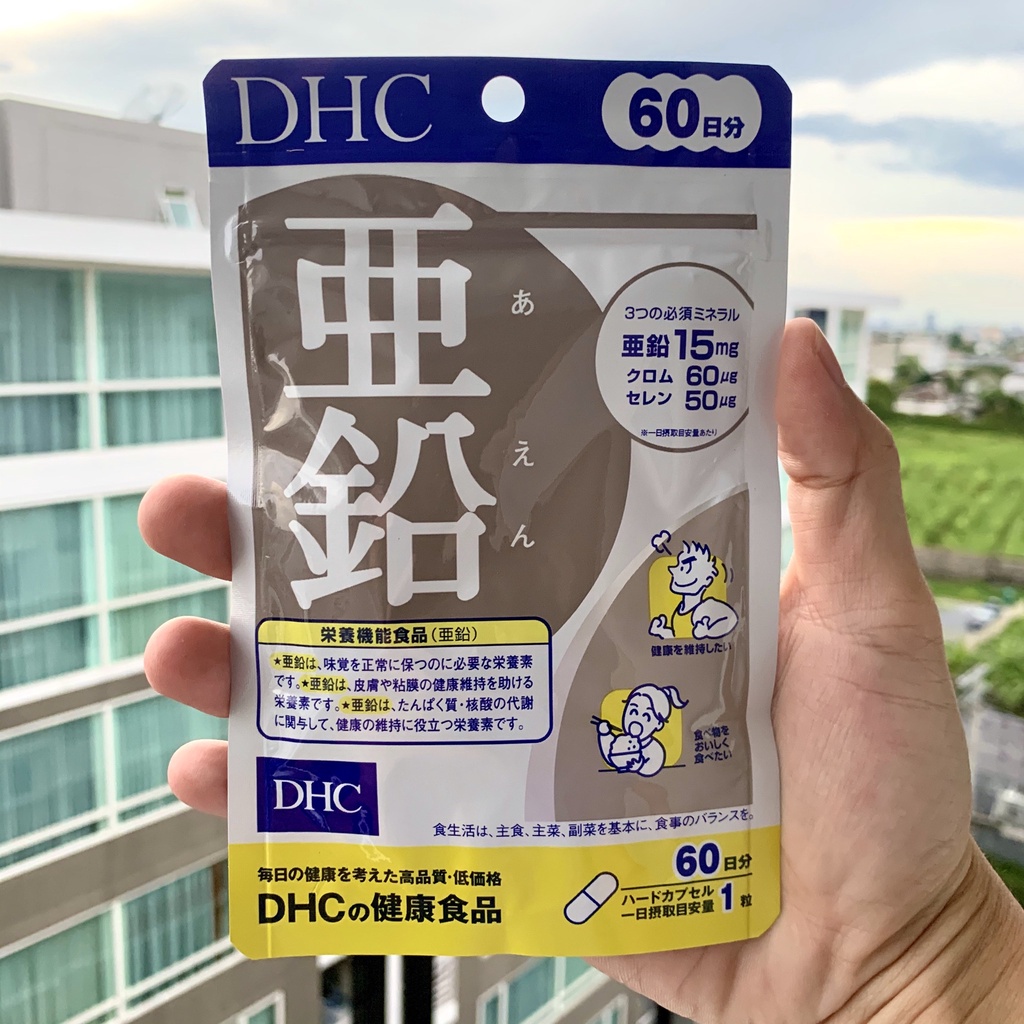 DHC
60日分
亜鉛
あえん
3つの必須ミネラル
亜鉛 15mg
クロム 60μg
セレン 50μg
※一日摂取目安量あたり
健康を維持したい
食べ物を
おいしく
食べたい
栄養機能食品(亜鉛)
★亜鉛は、味覚を正常に保つのに必要な栄養素
です。★亜鉛は、皮膚や粘膜の健康維持を助ける
栄養素です。★亜鉛は、たんぱく質・核酸の代謝
に関与して、健康の維持に役立つ栄養素です。
DHC
食生活は、主食、主菜、副菜を基本に、食事のバランスを。
毎日の健康を考えた高品質・低価格
DHCの健康食品
60日分
ハードカプセル
一日摂取目安量 1粒